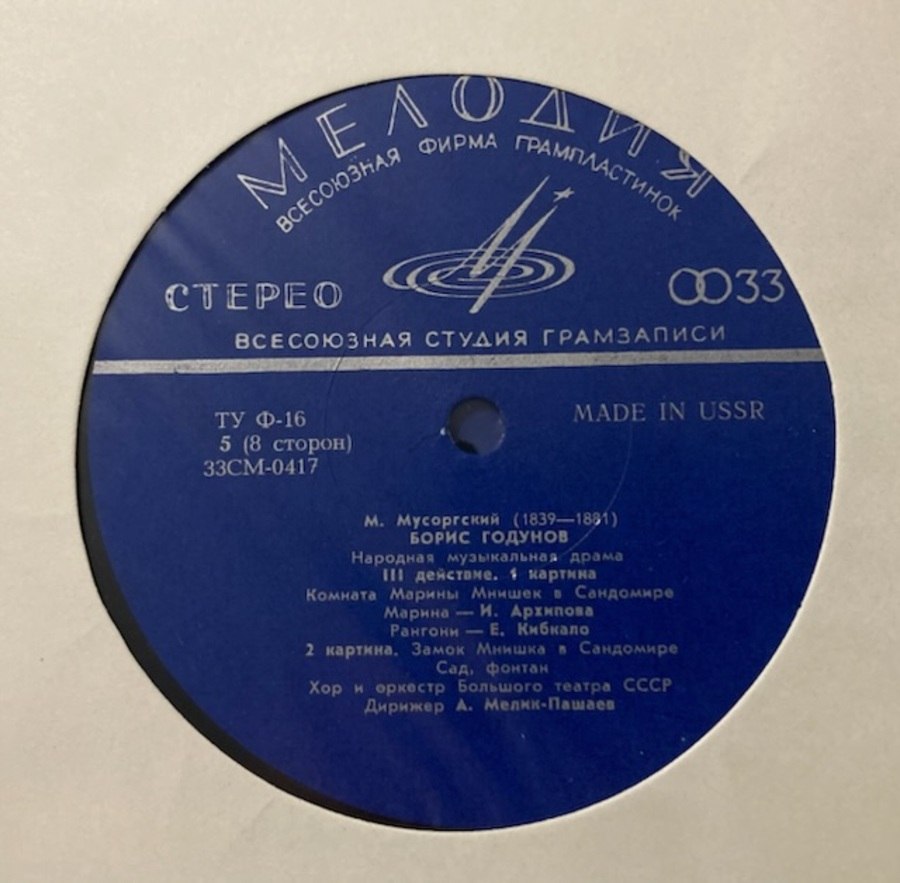 МЕЛОДИЯ
ВСЕСОЮЗНАЯ ФИРМА ГРАМПЛАСТИНОК
СТЕРЕО
33
ВСЕСОЮЗНАЯ СТУДИЯ ГРАМЗАПИСИ
ТУ Ф-16
5 (8 сторон)
33СМ-0417
MADE IN USSR
М. Мусоргский (1839—1881)
БОРИС ГОДУНОВ
Народная музыкальная драма
III действие. 1 картина
Комната Марины Мнишек в Сандомире
Марина — И. Архипова
Рангони — Е. Кибкало
2 картина. Замок Мнишка в Сандомире
Сад, фонтан
Хор и оркестр Большого театра СССР
Дирижер А. Мелик-Пашаев